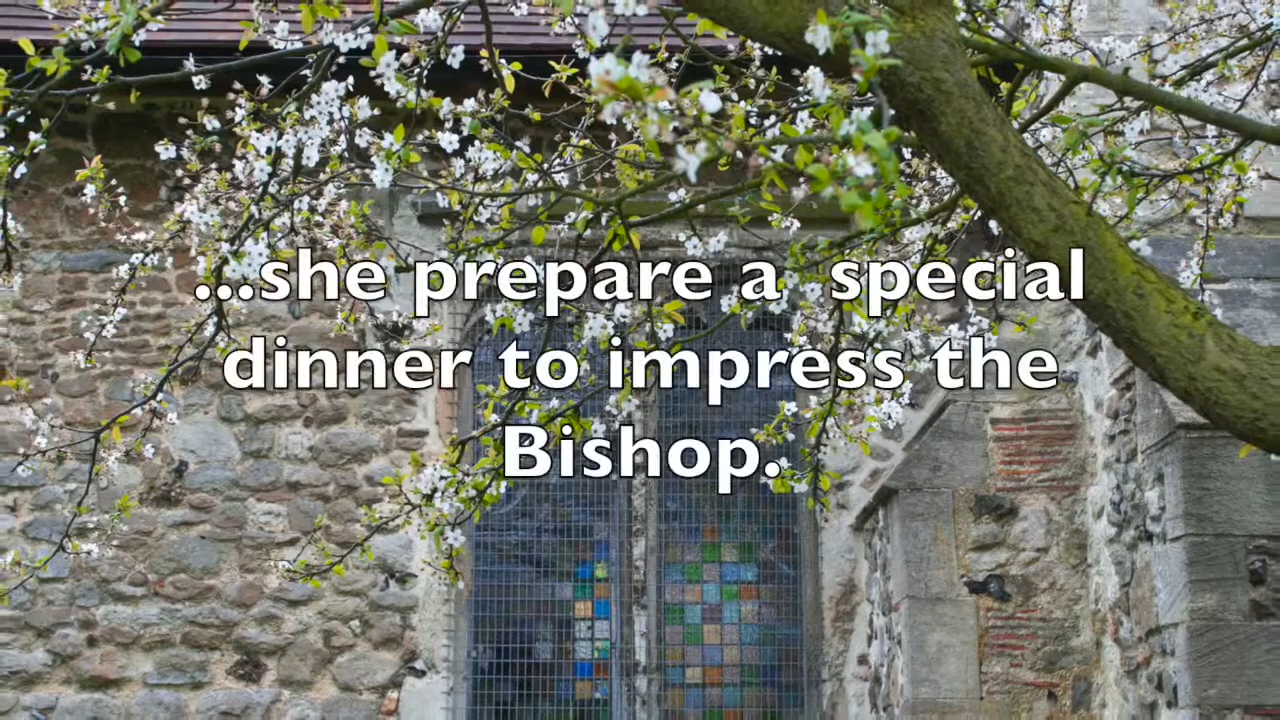 ...she prepare a  special
dinner to impress the
Bishop.